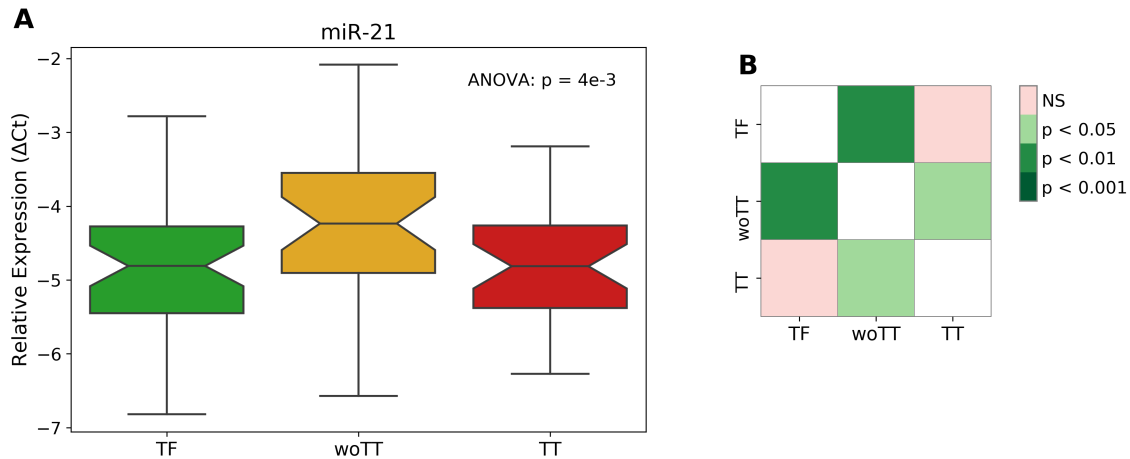 A
miR-21
ANOVA: p = 4e-3
Relative Expression (ΔCt)
−2
−3
−4
−5
−6
−7
TF
woTT
TT
B
TF
woTT
TT
TF
woTT
TT
NS
p < 0.05
p < 0.01
p < 0.001